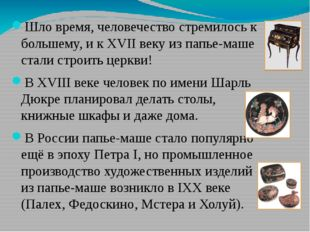 Шло время, человечество стремилось к
большему, и к XVII веку из папье-маше
стали строить церкви!
В XVIII веке человек по имени Шарль
Дюкре планировал делать столы,
книжные шкафы и даже дома.
В России папье-маше стало популярно
ещё в эпоху Петра I, но промышленное
производство художественных изделий
из папье-маше возникло в IXX веке
(Палех, Федоскино, Мстера и Холуй).